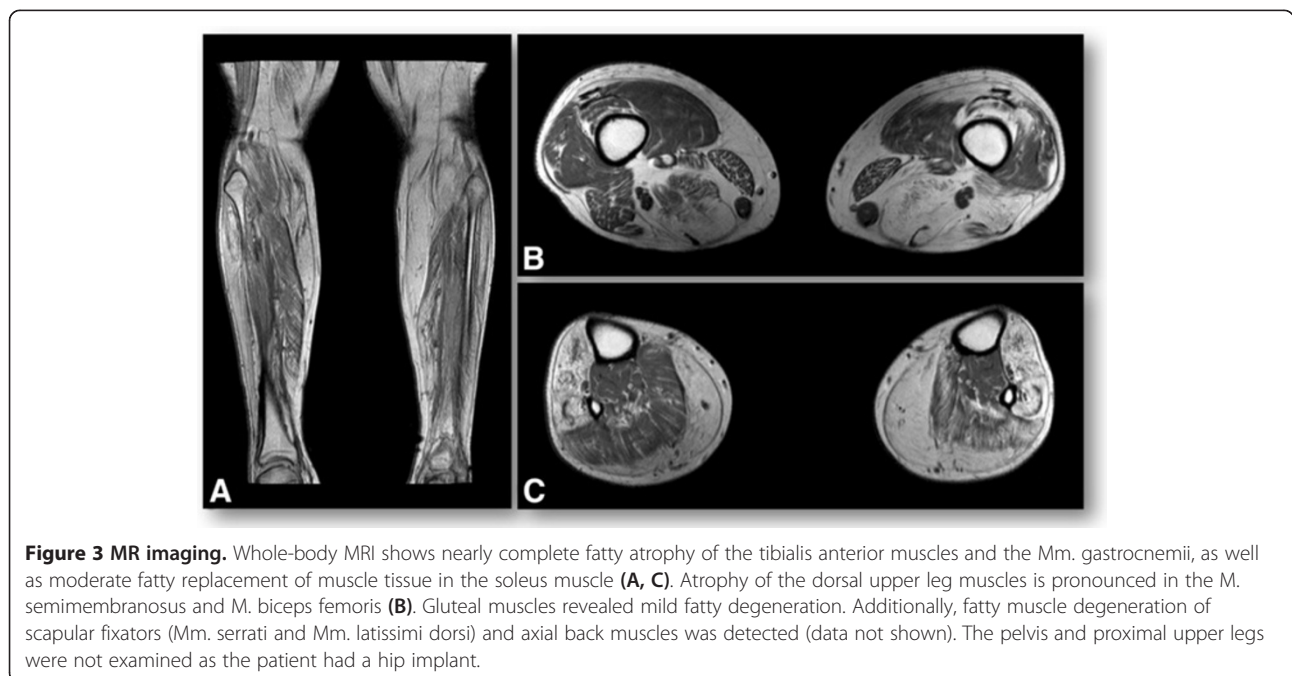 A
B
C
Figure 3 MR imaging. Whole-body MRI shows nearly complete fatty atrophy of the tibialis anterior muscles and the Mm. gastrocnemii, as well
as moderate fatty replacement of muscle tissue in the soleus muscle (A, C). Atrophy of the dorsal upper leg muscles is pronounced in the M.
semimembranosus and M. biceps femoris (B). Gluteal muscles revealed mild fatty degeneration. Additionally, fatty muscle degeneration of
scapular fixators (Mm. serrati and Mm. latissimi dorsi) and axial back muscles was detected (data not shown). The pelvis and proximal upper legs
were not examined as the patient had a hip implant.